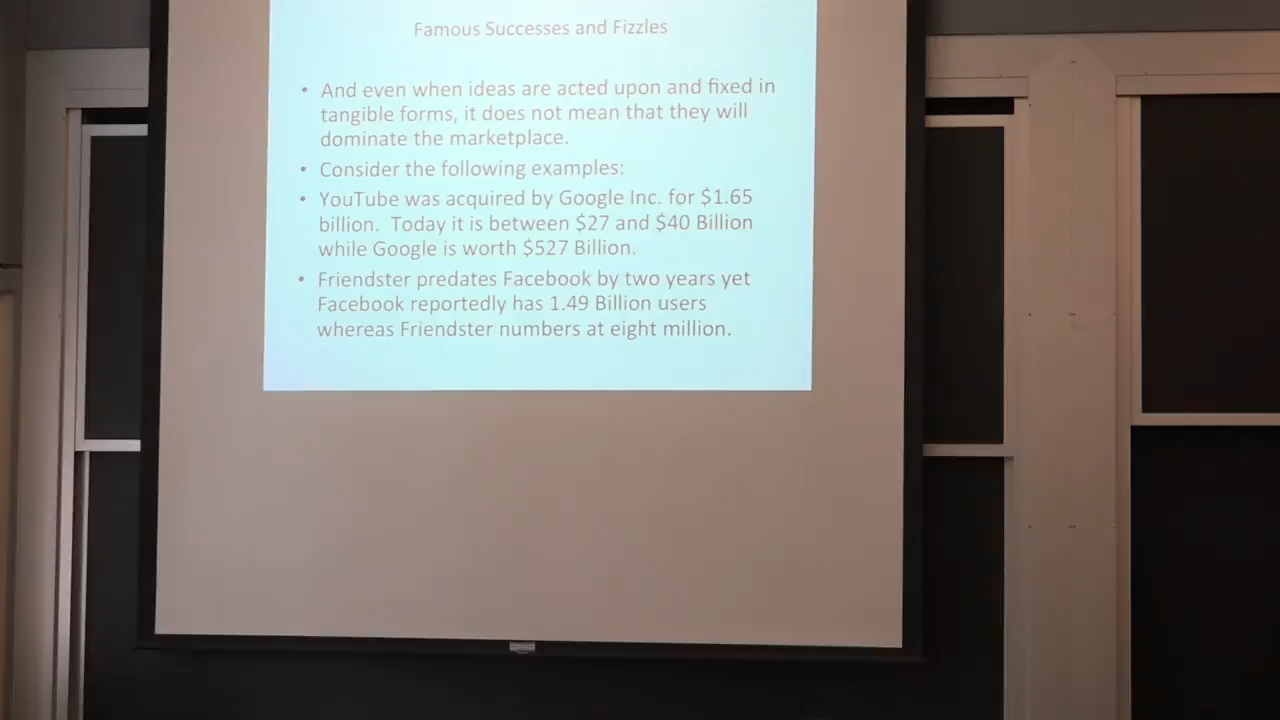 Famous Successes and Fizzles
• And even when ideas are acted upon and fixed in
tangible forms, it does not mean that they will
dominate the marketplace.
• Consider the following examples:
• YouTube was acquired by Google Inc. for $1.65
billion. Today it is between $27 and $40 Billion
while Google is worth $527 Billion.
• Friendster predates Facebook by two years yet
Facebook reportedly has 1.49 Billion users
whereas Friendster numbers at eight million.